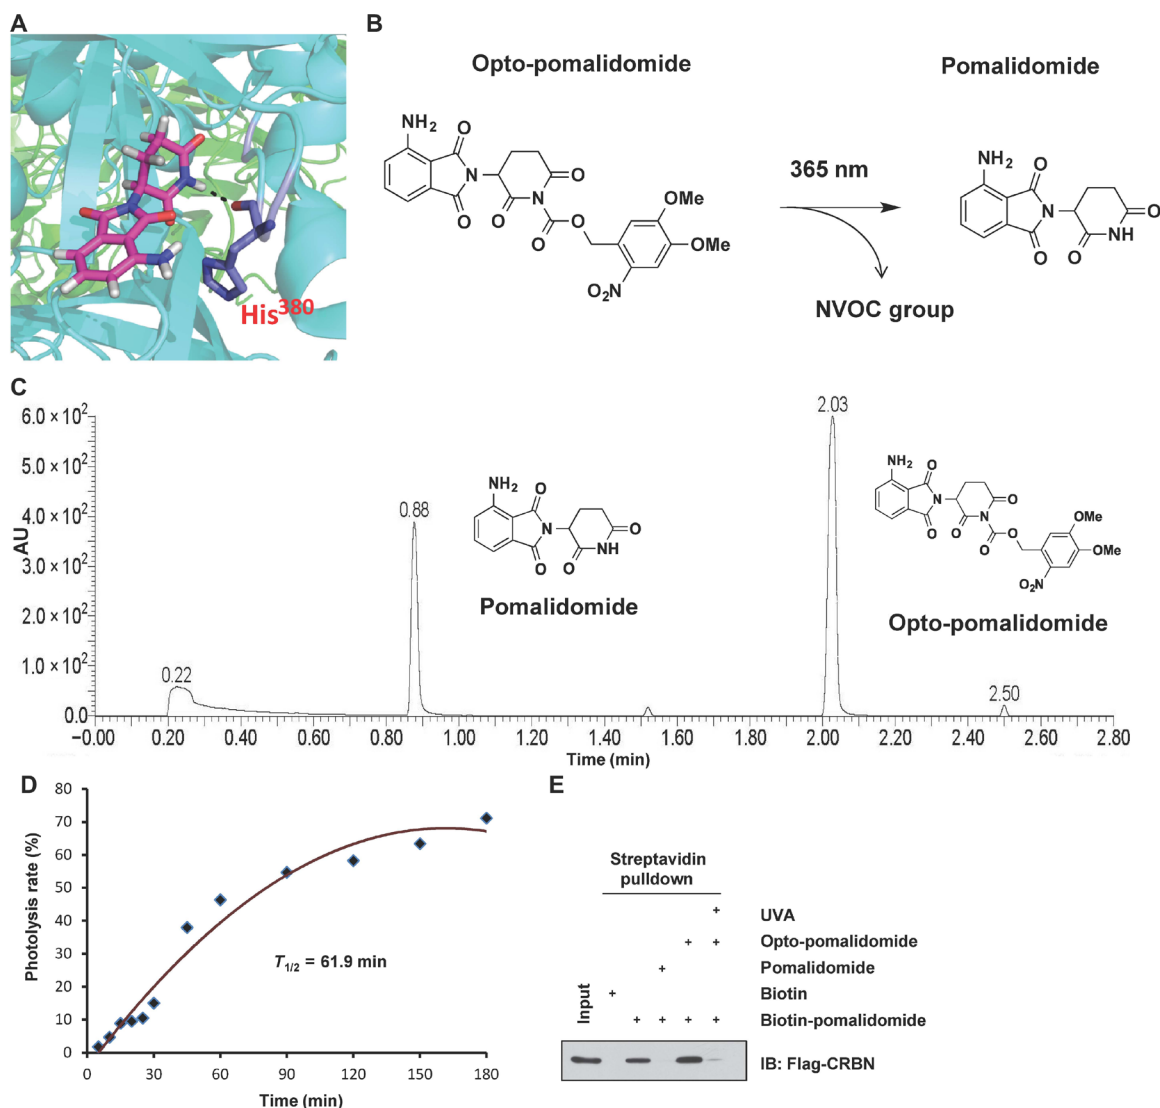 A
His380
B
Opto-pomalidomide
Pomalidomide
NH2
O
N
O
O
N
O
O
O
OMe
OMe
O2N
365 nm
NVOC group
NH2
O
N
O
O
NH
O
C
6.0 × 10²
4.0 × 10²
3.0 × 10²
2.0 × 10²
1.0 × 10²
0.0
AU
0.22
0.88
2.03
2.50
NH2
O
N
O
O
NH
O
Pomalidomide
NH2
O
N
O
O
N
O
O
O
OMe
OMe
O2N
Opto-pomalidomide
−0.00 0.20 0.40 0.60 0.80 1.00 1.20 1.40 1.60 1.80 2.00 2.20 2.40 2.60 2.80
Time (min)
D
Photolysis rate (%)
80
70
60
50
40
30
20
10
0
T1/2 = 61.9 min
0 30 60 90 120 150 180
Time (min)
E
Streptavidin
pulldown
+ UVA
+ + Opto-pomalidomide
+ Pomalidomide
Input + Biotin
+ + + + Biotin-pomalidomide
IB: Flag-CRBN